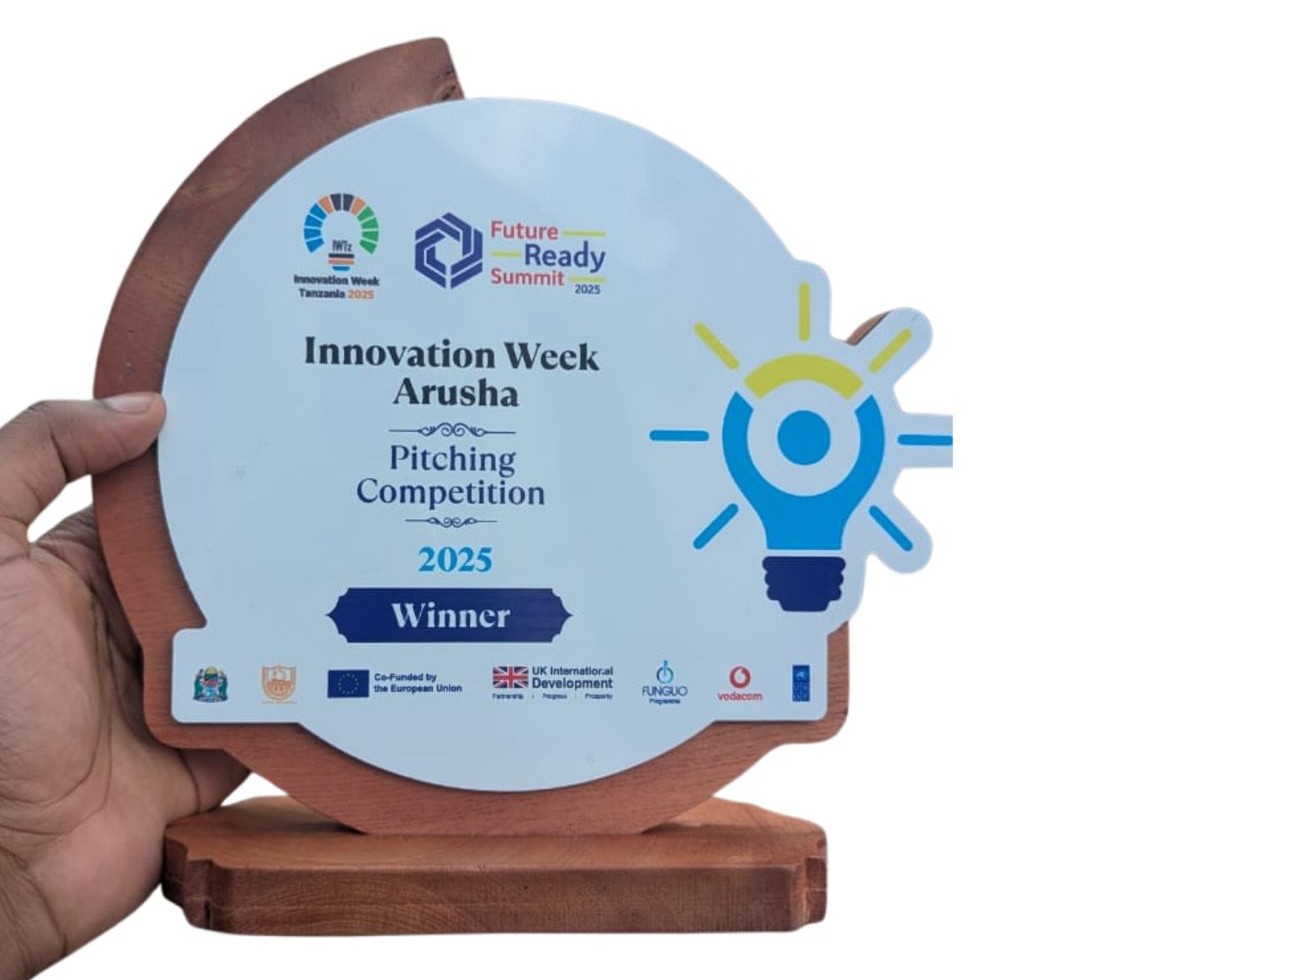 IWTz
Innovation Week
Tanzania 2025
Future
Ready
Summit
2025
Innovation Week
Arusha
Pitching
Competition
2025
Winner
Co-Funded by
the European Union
UK International
Development
Partnership | Progress | Prosperity
FUNGUO
Programme
vodacom